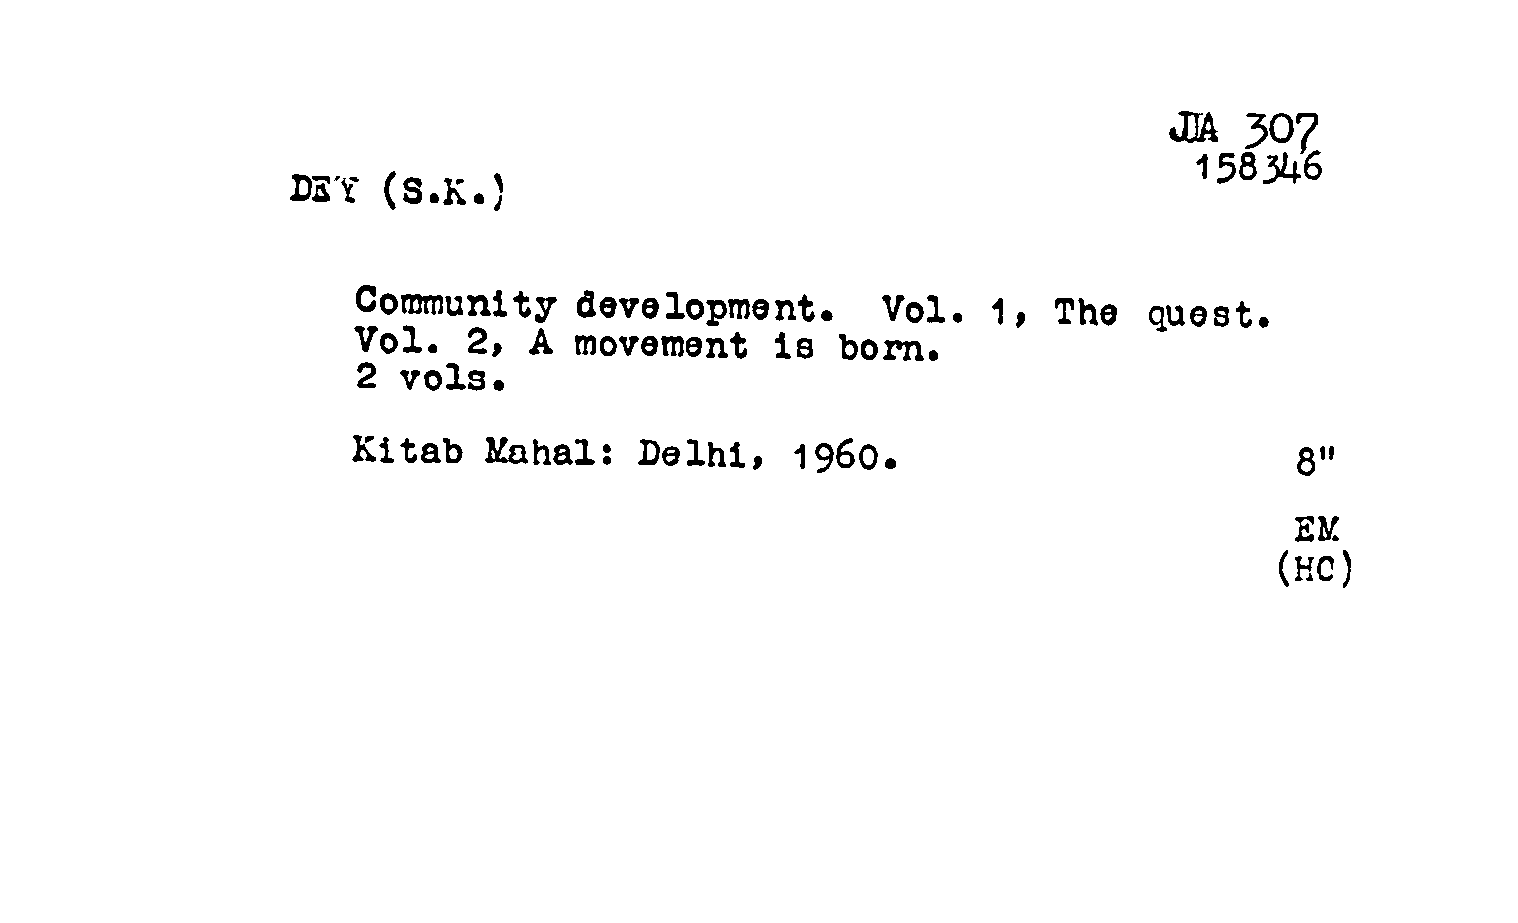 JIA 307
158346
DEY (S.K.)
Community development. Vol. 1, The quest.
Vol. 2, A movement is born.
2 vols.
Kitab Mahal: Delhi, 1960.
8"
EM
(HC)